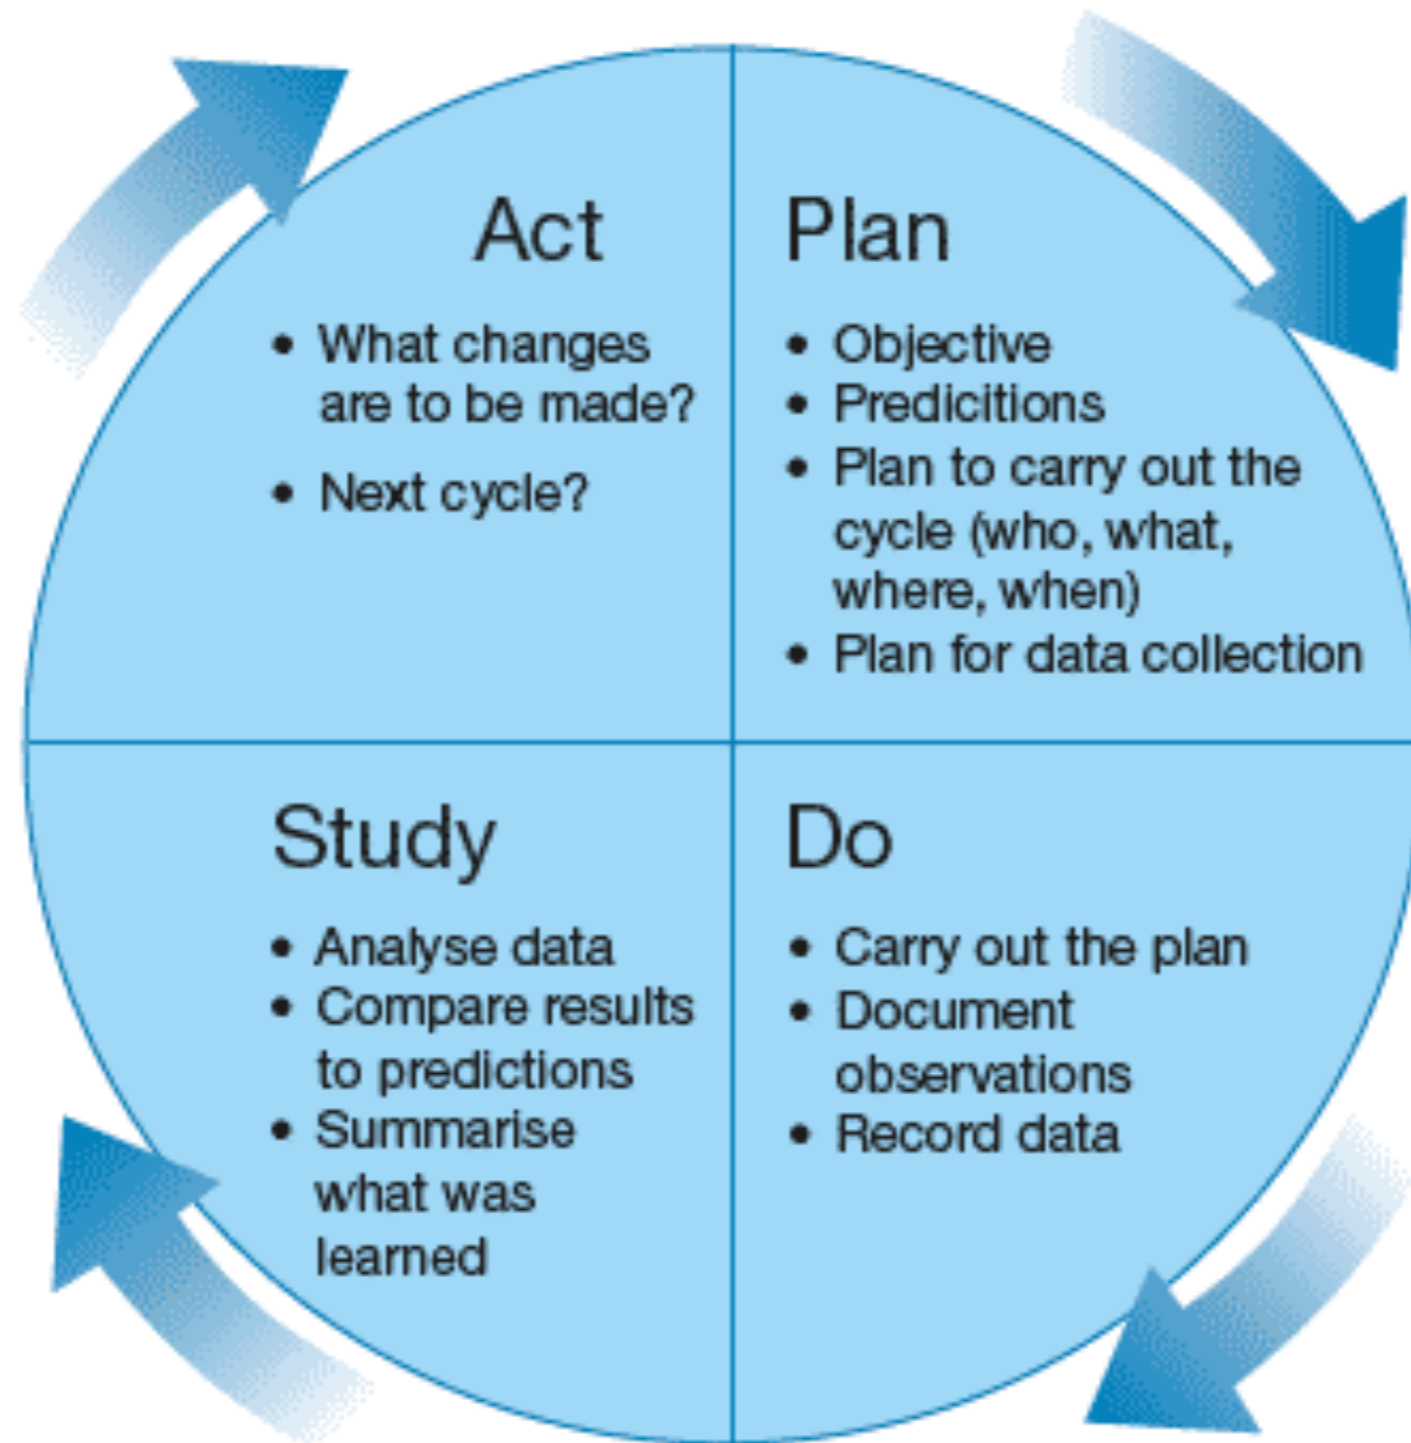 Act
• What changes
are to be made?
• Next cycle?
Plan
• Objective
• Predicitions
• Plan to carry out the
cycle (who, what,
where, when)
• Plan for data collection
Study
• Analyse data
• Compare results
to predictions
• Summarise
what was
learned
Do
• Carry out the plan
• Document
observations
• Record data